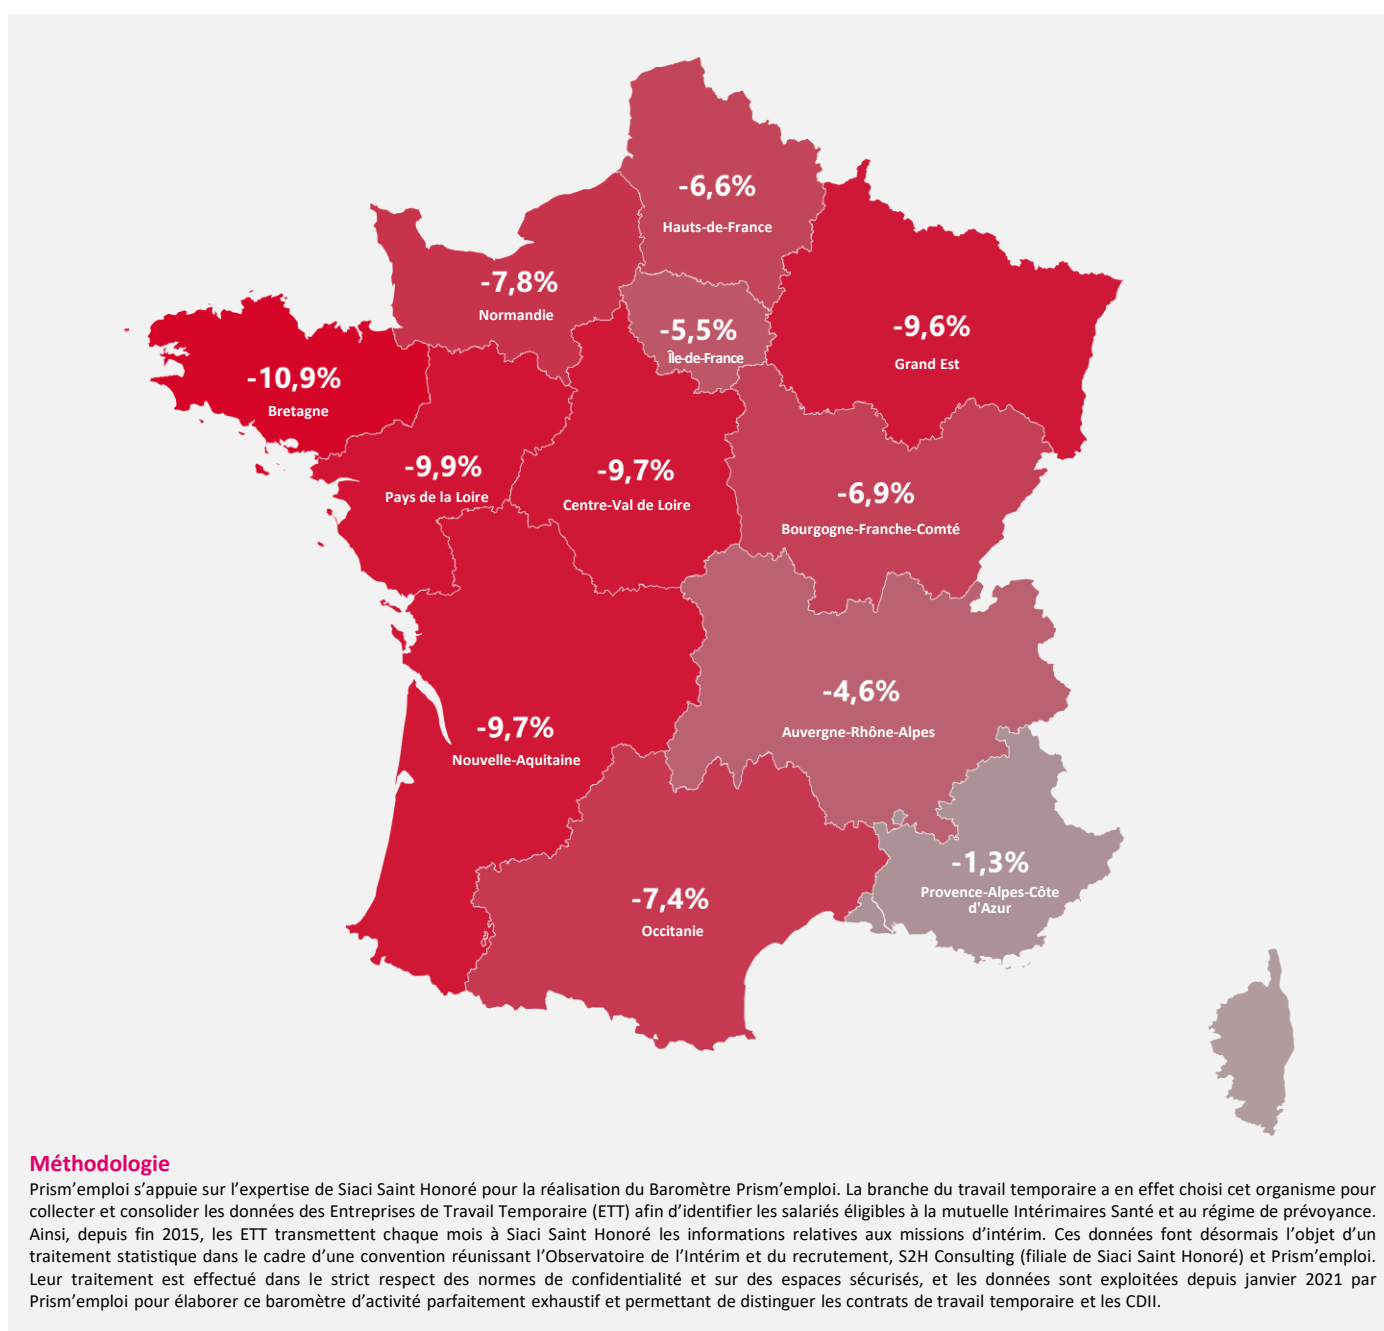 -6,6%
Hauts-de-France
-7,8%
Normandie
-5,5%
Île-de-France
-9,6%
Grand Est
-10,9%
Bretagne
-9,9%
Pays de la Loire
-9,7%
Centre-Val de Loire
-6,9%
Bourgogne-Franche-Comté
-4,6%
Auvergne-Rhône-Alpes
-9,7%
Nouvelle-Aquitaine
-1,3%
Provence-Alpes-Côte
d'Azur
-7,4%
Occitanie
Méthodologie
Prism’emploi s’appuie sur l’expertise de Siaci Saint Honoré pour la réalisation du Baromètre Prism’emploi. La branche du travail temporaire a en effet choisi cet organisme pour
collecter et consolider les données des Entreprises de Travail Temporaire (ETT) afin d’identifier les salariés éligibles à la mutuelle Intérimaires Santé et au régime de prévoyance.
Ainsi, depuis fin 2015, les ETT transmettent chaque mois à Siaci Saint Honoré les informations relatives aux missions d’intérim. Ces données font désormais l’objet d’un
traitement statistique dans le cadre d’une convention réunissant l’Observatoire de l’Intérim et du recrutement, S2H Consulting (filiale de Siaci Saint Honoré) et Prism’emploi.
Leur traitement est effectué dans le strict respect des normes de confidentialité et sur des espaces sécurisés, et les données sont exploitées depuis janvier 2021 par
Prism’emploi pour élaborer ce baromètre d’activité parfaitement exhaustif et permettant de distinguer les contrats de travail temporaire et les CDII.